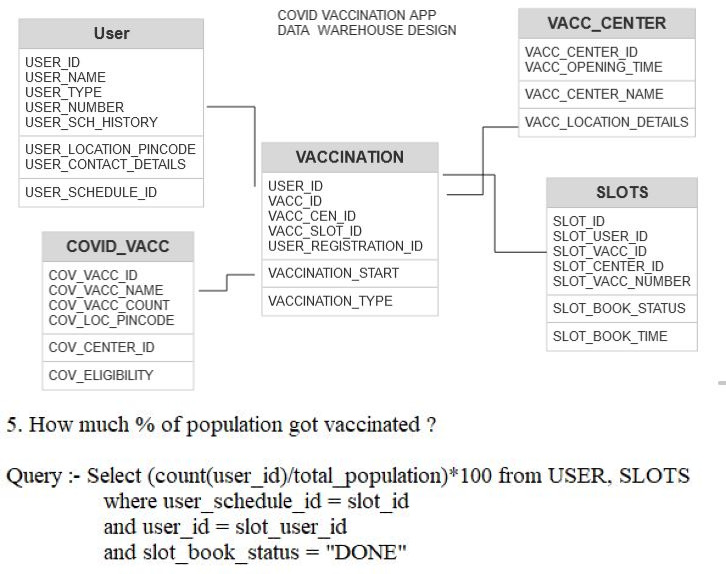 COVID VACCINATION APP
DATA WAREHOUSE DESIGN
User
USER_ID
USER_NAME
USER_TYPE
USER_NUMBER
USER_SCH_HISTORY
USER_LOCATION_PINCODE
USER_CONTACT_DETAILS
USER_SCHEDULE_ID
VACC_CENTER
VACC_CENTER_ID
VACC_OPENING_TIME
VACC_CENTER_NAME
VACC_LOCATION_DETAILS
VACCINATION
USER_ID
VACC_ID
VACC_CEN_ID
VACC_SLOT_ID
USER_REGISTRATION_ID
VACCINATION_START
VACCINATION_TYPE
SLOTS
SLOT_ID
SLOT_USER_ID
SLOT_VACC_ID
SLOT_CENTER_ID
SLOT_VACC_NUMBER
SLOT_BOOK_STATUS
SLOT_BOOK_TIME
COVID_VACC
COV_VACC_ID
COV_VACC_NAME
COV_VACC_COUNT
COV_LOC_PINCODE
COV_CENTER_ID
COV_ELIGIBILITY
5. How much % of population got vaccinated ?
Query :- Select (count(user_id)/total_population)*100 from USER, SLOTS
where user_schedule_id = slot_id
and user_id = slot_user_id
and slot_book_status = "DONE"